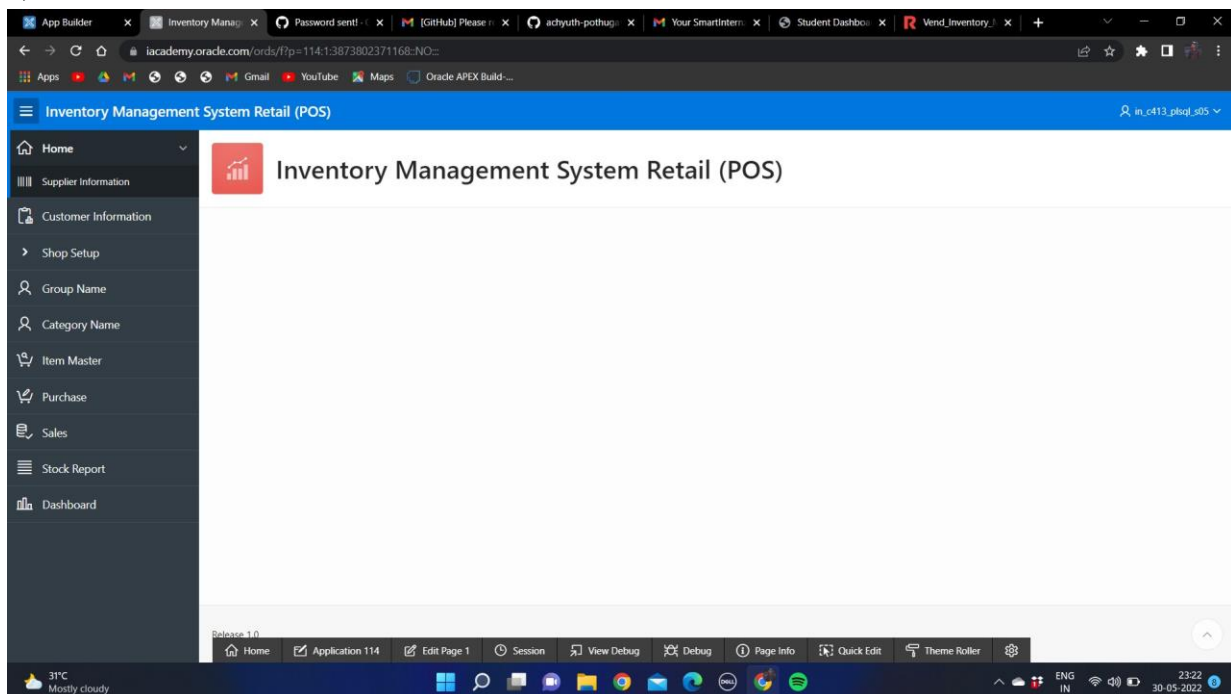 App Builder
Inventory Manag
Password sent! - G
[GitHub] Please r
achyuth-pothuga
Your SmartIntern
Student Dashboa
Vend_Inventory_
iacademy.oracle.com/ords/f?p=114:1:3873802371168::NO:::
Apps
Gmail
YouTube
Maps
Oracle APEX Build-...
Inventory Management System Retail (POS)
in_c413_plsql_s05
Home
Supplier Information
Customer Information
Shop Setup
Group Name
Category Name
Item Master
Purchase
Sales
Stock Report
Dashboard
Inventory Management System Retail (POS)
Release 1.0
Home
Application 114
Edit Page 1
Session
View Debug
Debug
Page Info
Quick Edit
Theme Roller
31°C
Mostly cloudy
DELL
ENG
IN
23:22
30-05-2022
8